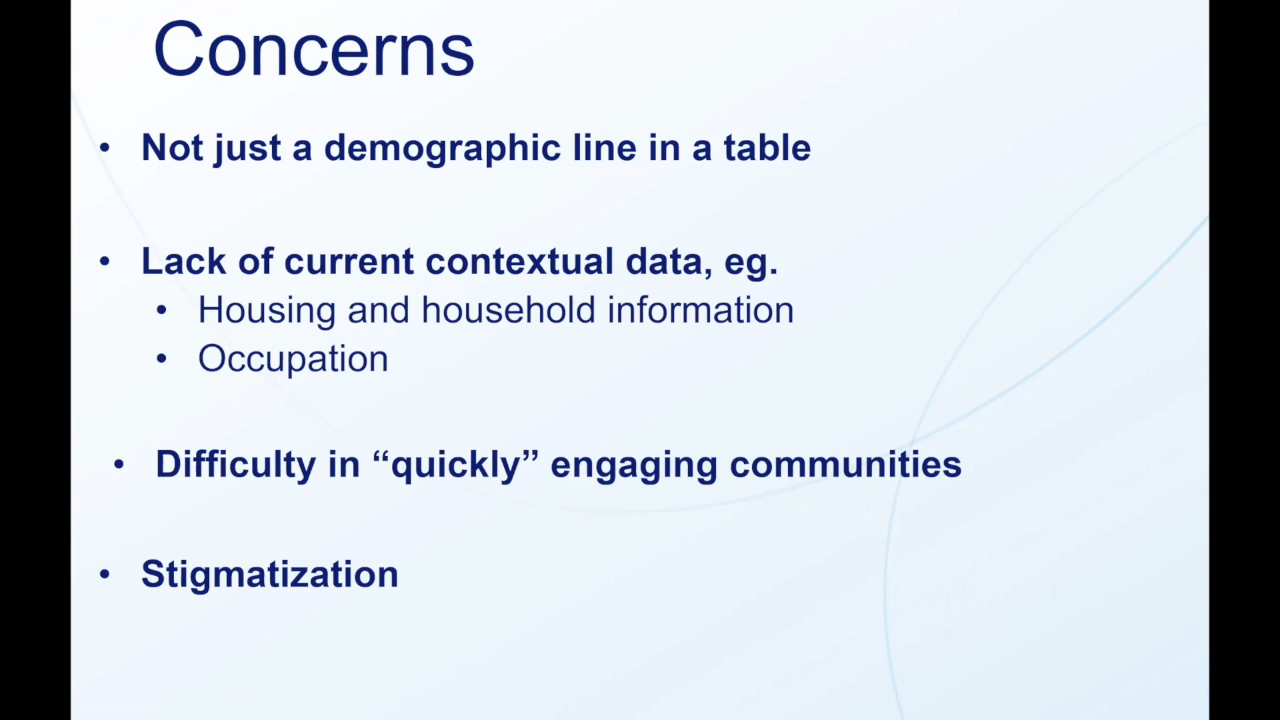 Concerns
• Not just a demographic line in a table
• Lack of current contextual data, eg.
• Housing and household information
• Occupation
• Difficulty in “quickly” engaging communities
• Stigmatization